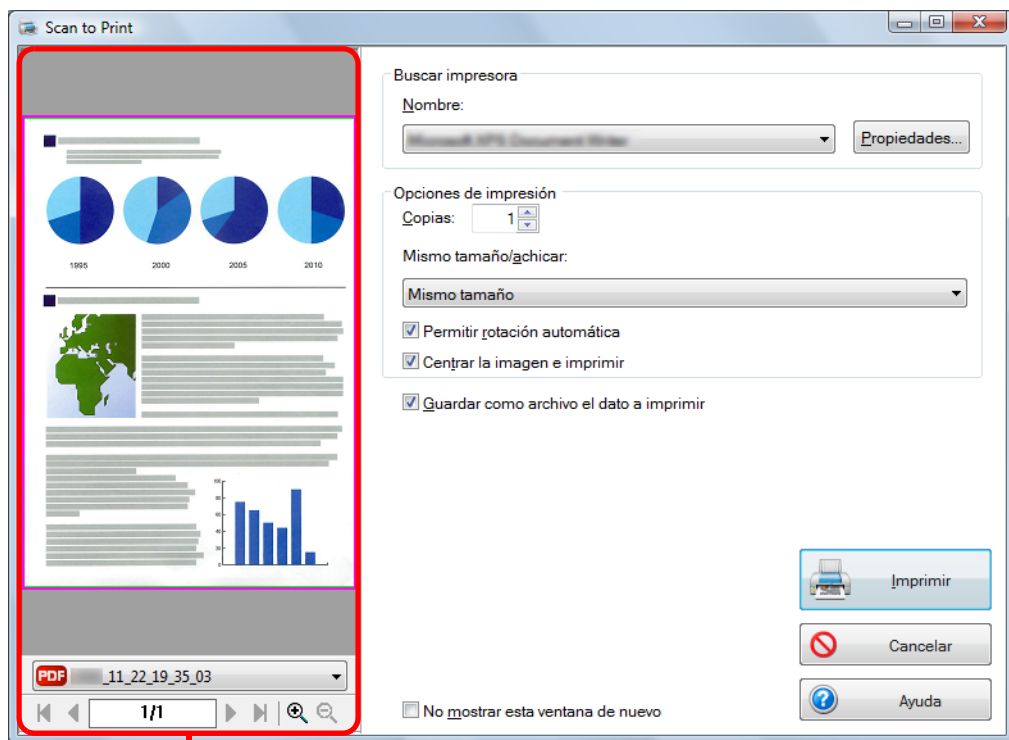 Scan to Print
1995 2000 2005 2010
PDF _11_22_19_35_03
1/1
Buscar impresora
Nombre:
Propiedades...
Opciones de impresión
Copias: 1
Mismo tamaño/achicar:
Mismo tamaño
Permitir rotación automática
Centrar la imagen e imprimir
Guardar como archivo el dato a imprimir
Imprimir
Cancelar
Ayuda
No mostrar esta ventana de nuevo